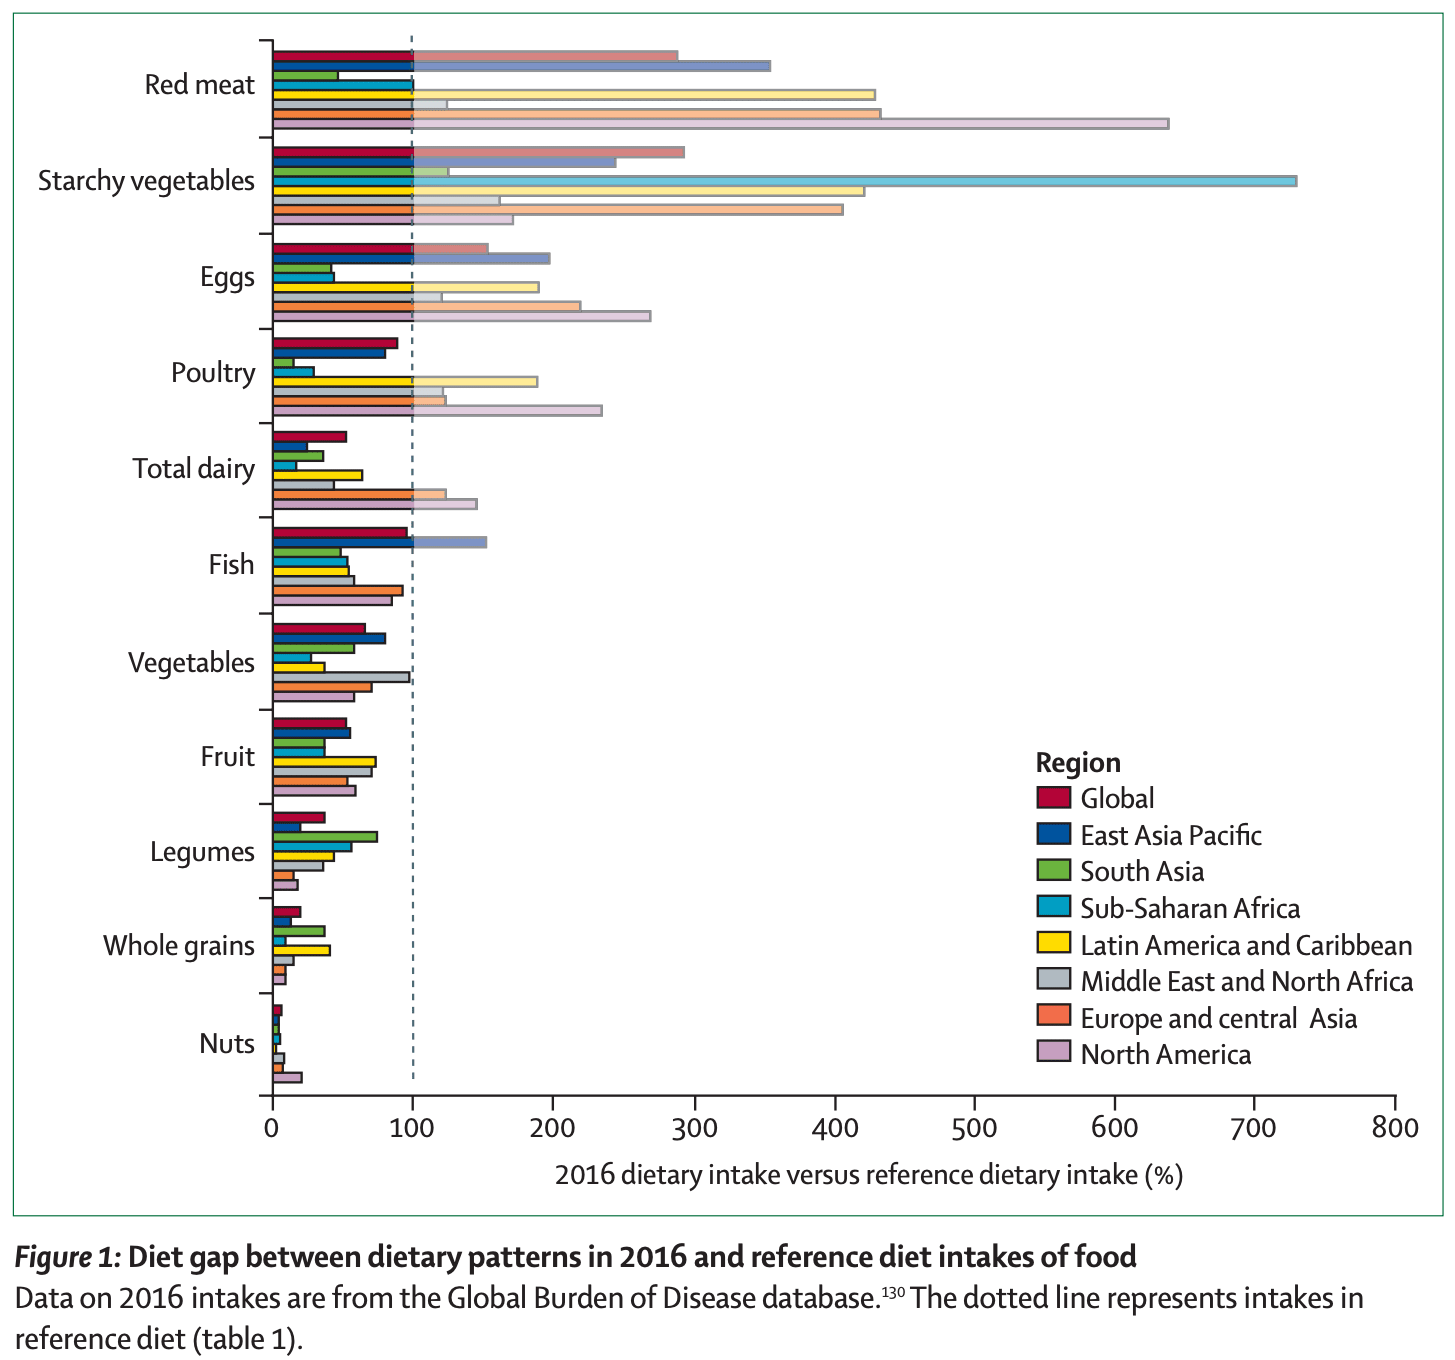 Red meat
Starchy vegetables
Eggs
Poultry
Total dairy
Fish
Vegetables
Fruit
Legumes
Whole grains
Nuts
Region
Global
East Asia Pacific
South Asia
Sub-Saharan Africa
Latin America and Caribbean
Middle East and North Africa
Europe and central Asia
North America
0 100 200 300 400 500 600 700 800
2016 dietary intake versus reference dietary intake (%)
Figure 1: Diet gap between dietary patterns in 2016 and reference diet intakes of food
Data on 2016 intakes are from the Global Burden of Disease database.¹³⁰ The dotted line represents intakes in
reference diet (table 1).